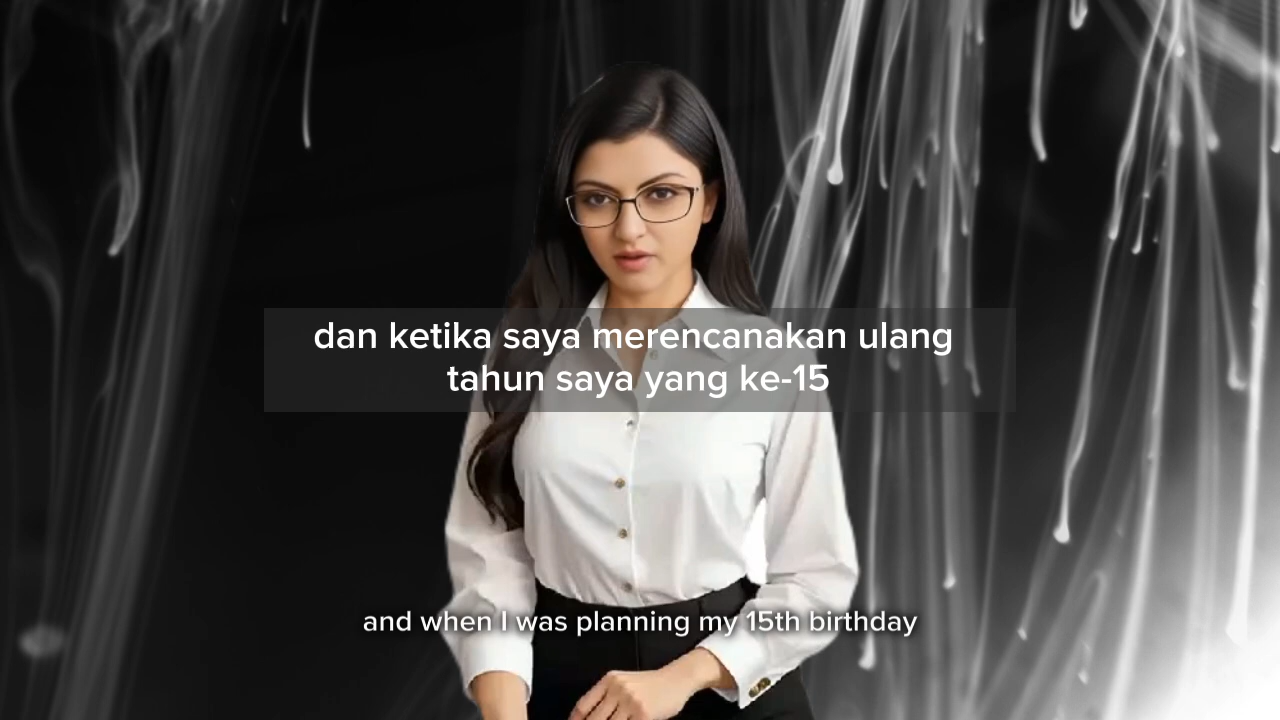 dan ketika saya merencanakan ulang
tahun saya yang ke-15
and when I was planning my 15th birthday